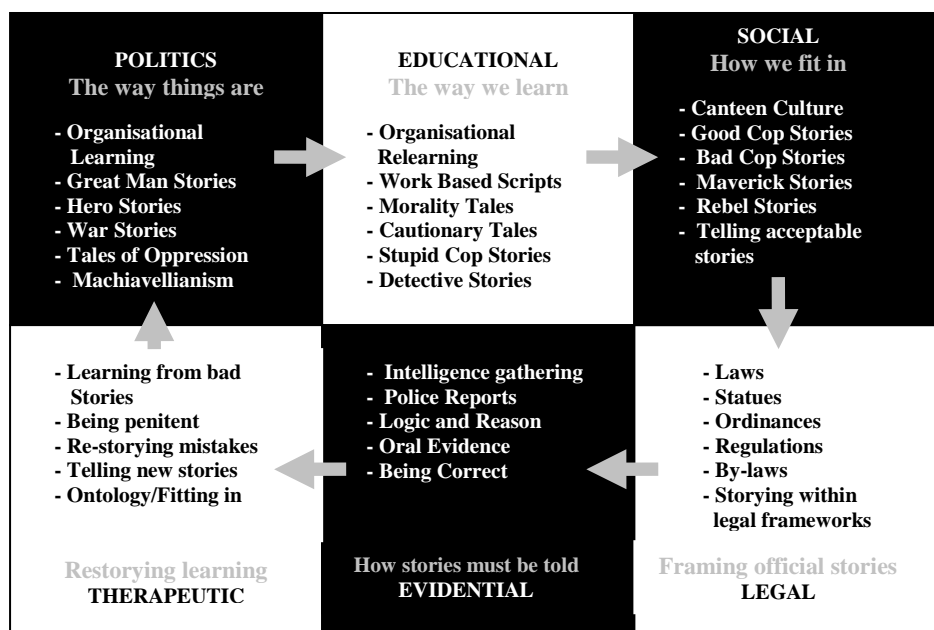 POLITICS
The way things are
- Organisational
Learning
- Great Man Stories
- Hero Stories
- War Stories
- Tales of Oppression
- Machiavellianism
EDUCATIONAL
The way we learn
- Organisational
Relearning
- Work Based Scripts
- Morality Tales
- Cautionary Tales
- Stupid Cop Stories
- Detective Stories
SOCIAL
How we fit in
- Canteen Culture
- Good Cop Stories
- Bad Cop Stories
- Maverick Stories
- Rebel Stories
- Telling acceptable
stories
- Learning from bad
Stories
- Being penitent
- Re-storying mistakes
- Telling new stories
- Ontology/Fitting in
Restorying learning
THERAPEUTIC
- Intelligence gathering
- Police Reports
- Logic and Reason
- Oral Evidence
- Being Correct
How stories must be told
EVIDENTIAL
- Laws
- Statues
- Ordinances
- Regulations
- By-laws
- Storying within
legal frameworks
Framing official stories
LEGAL